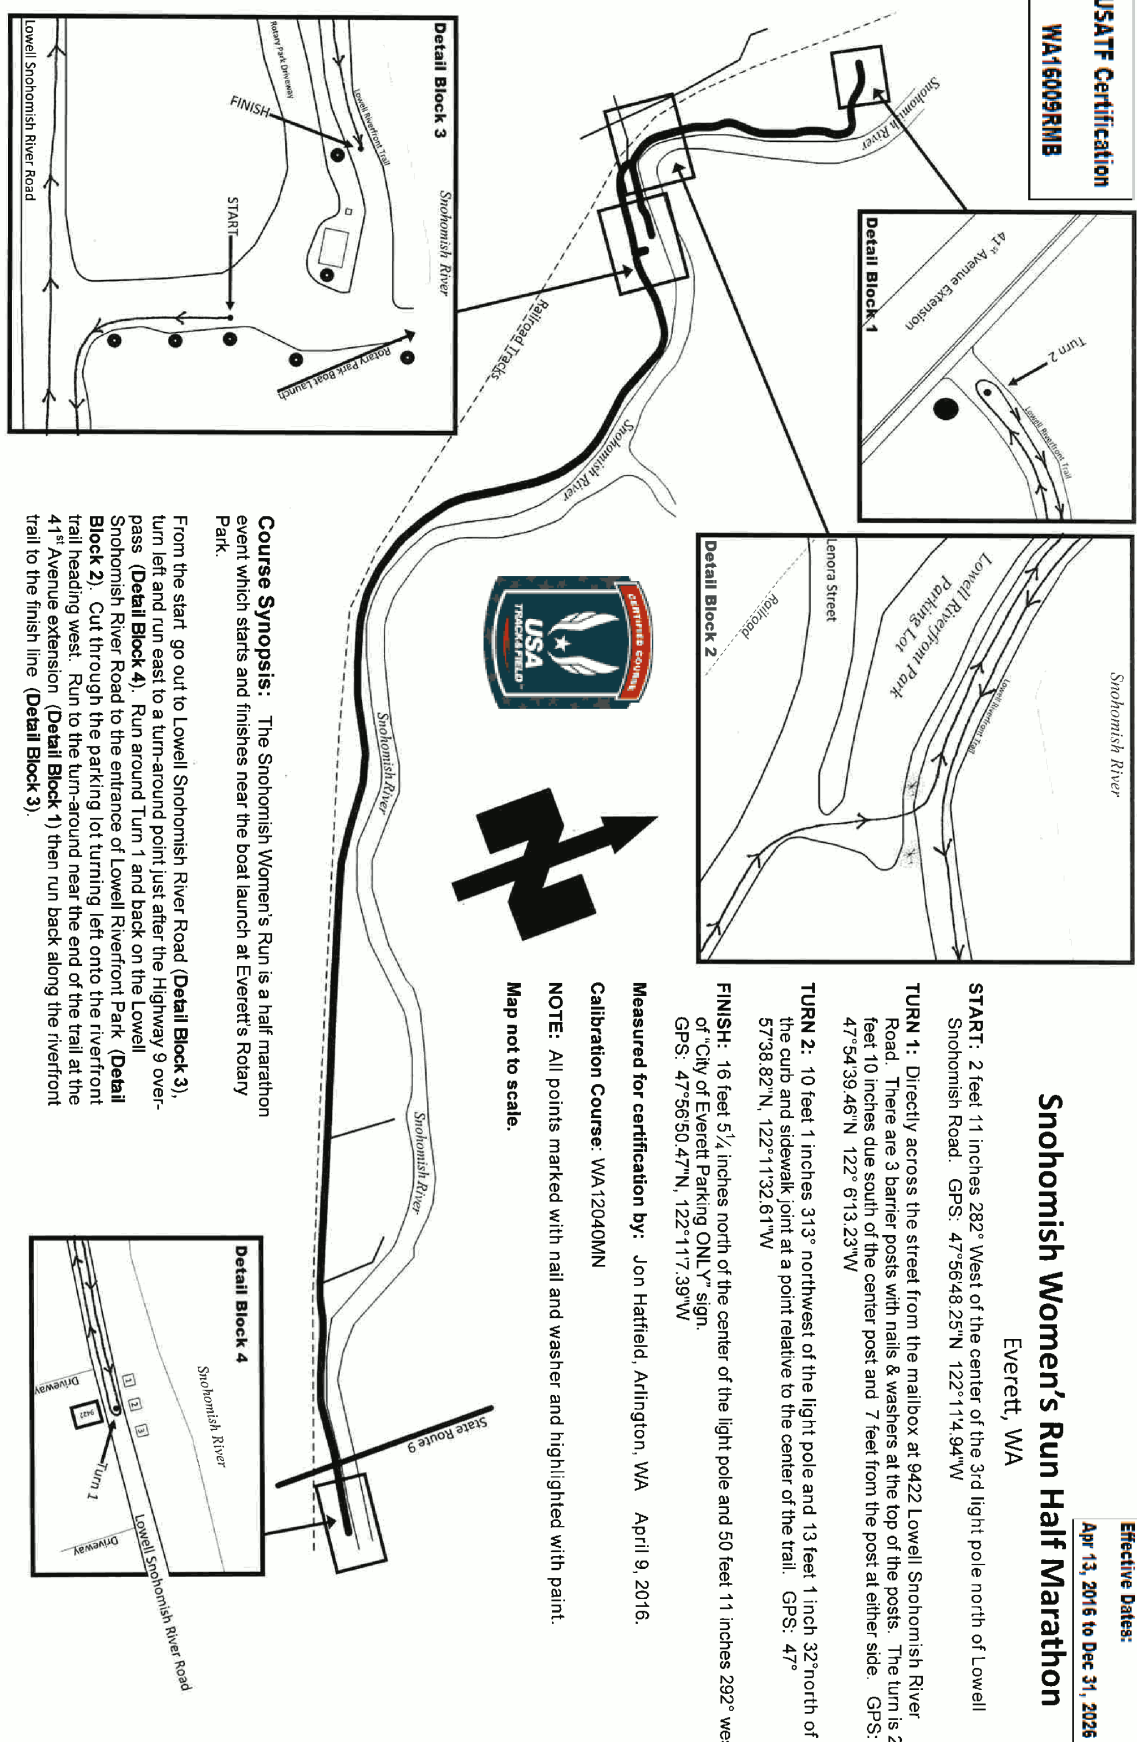 USATF Certification
WA16009RMB
Effective Dates:
Apr 13, 2016 to Dec 31, 2026
Snohomish Women's Run Half Marathon
Everett, WA
START: 2 feet 11 inches 282° West of the center of the 3rd light pole north of Lowell
Snohomish Road. GPS: 47°56'48.25"N 122°11'4.94"W
TURN 1: Directly across the street from the mailbox at 9422 Lowell Snohomish River
Road. There are 3 barrier posts with nails & washers at the top of the posts. The turn is 2
feet 10 inches due south of the center post and 7 feet from the post at either side. GPS:
47°54'39.46"N 122° 6'13.23"W
TURN 2: 10 feet 1 inches 313° northwest of the light pole and 13 feet 1 inch 32°north of
the curb and sidewalk joint at a point relative to the center of the trail. GPS: 47°
57'38.82"N, 122°11'32.61"W
FINISH: 16 feet 5¼ inches north of the center of the light pole and 50 feet 11 inches 292° wes
of "City of Everett Parking ONLY" sign.
GPS: 47°56'50.47"N, 122°11'7.39"W
Measured for certification by: Jon Hatfield, Arlington, WA April 9, 2016.
Calibration Course: WA12040MN
NOTE: All points marked with nail and washer and highlighted with paint.
Map not to scale.
Detail Block 1
41st Avenue Extension
Turn 2
Lowell Riverfront Trail
Detail Block 2
Snohomish River
Lowell Riverfront Park
Parking Lot
Lowell Riverfront Trail
Lenora Street
Railroad
Snohomish River
Railroad Tracks
Snohomish River
Snohomish River
Snohomish River
State Route 9
CERTIFIED COURSE
USA
TRACK&FIELD
N
Detail Block 3
Snohomish River
Rotary Park Driveway
Lowell Riverfront Trail
FINISH
START
Rotary Park Boat Launch
Lowell Snohomish River Road
Course Synopsis: The Snohomish Women's Run is a half marathon
event which starts and finishes near the boat launch at Everett's Rotary
Park.
From the start go out to Lowell Snohomish River Road (Detail Block 3),
turn left and run east to a turn-around point just after the Highway 9 over-
pass (Detail Block 4). Run around Turn 1 and back on the Lowell
Snohomish River Road to the entrance of Lowell Riverfront Park (Detail
Block 2). Cut through the parking lot turning left onto the riverfront
trail heading west. Run to the turn-around near the end of the trail at the
41st Avenue extension (Detail Block 1) then run back along the riverfront
trail to the finish line (Detail Block 3).
Detail Block 4
Snohomish River
1
2
3
Driveway
9422
Turn 1
Driveway
Lowell Snohomish River Road